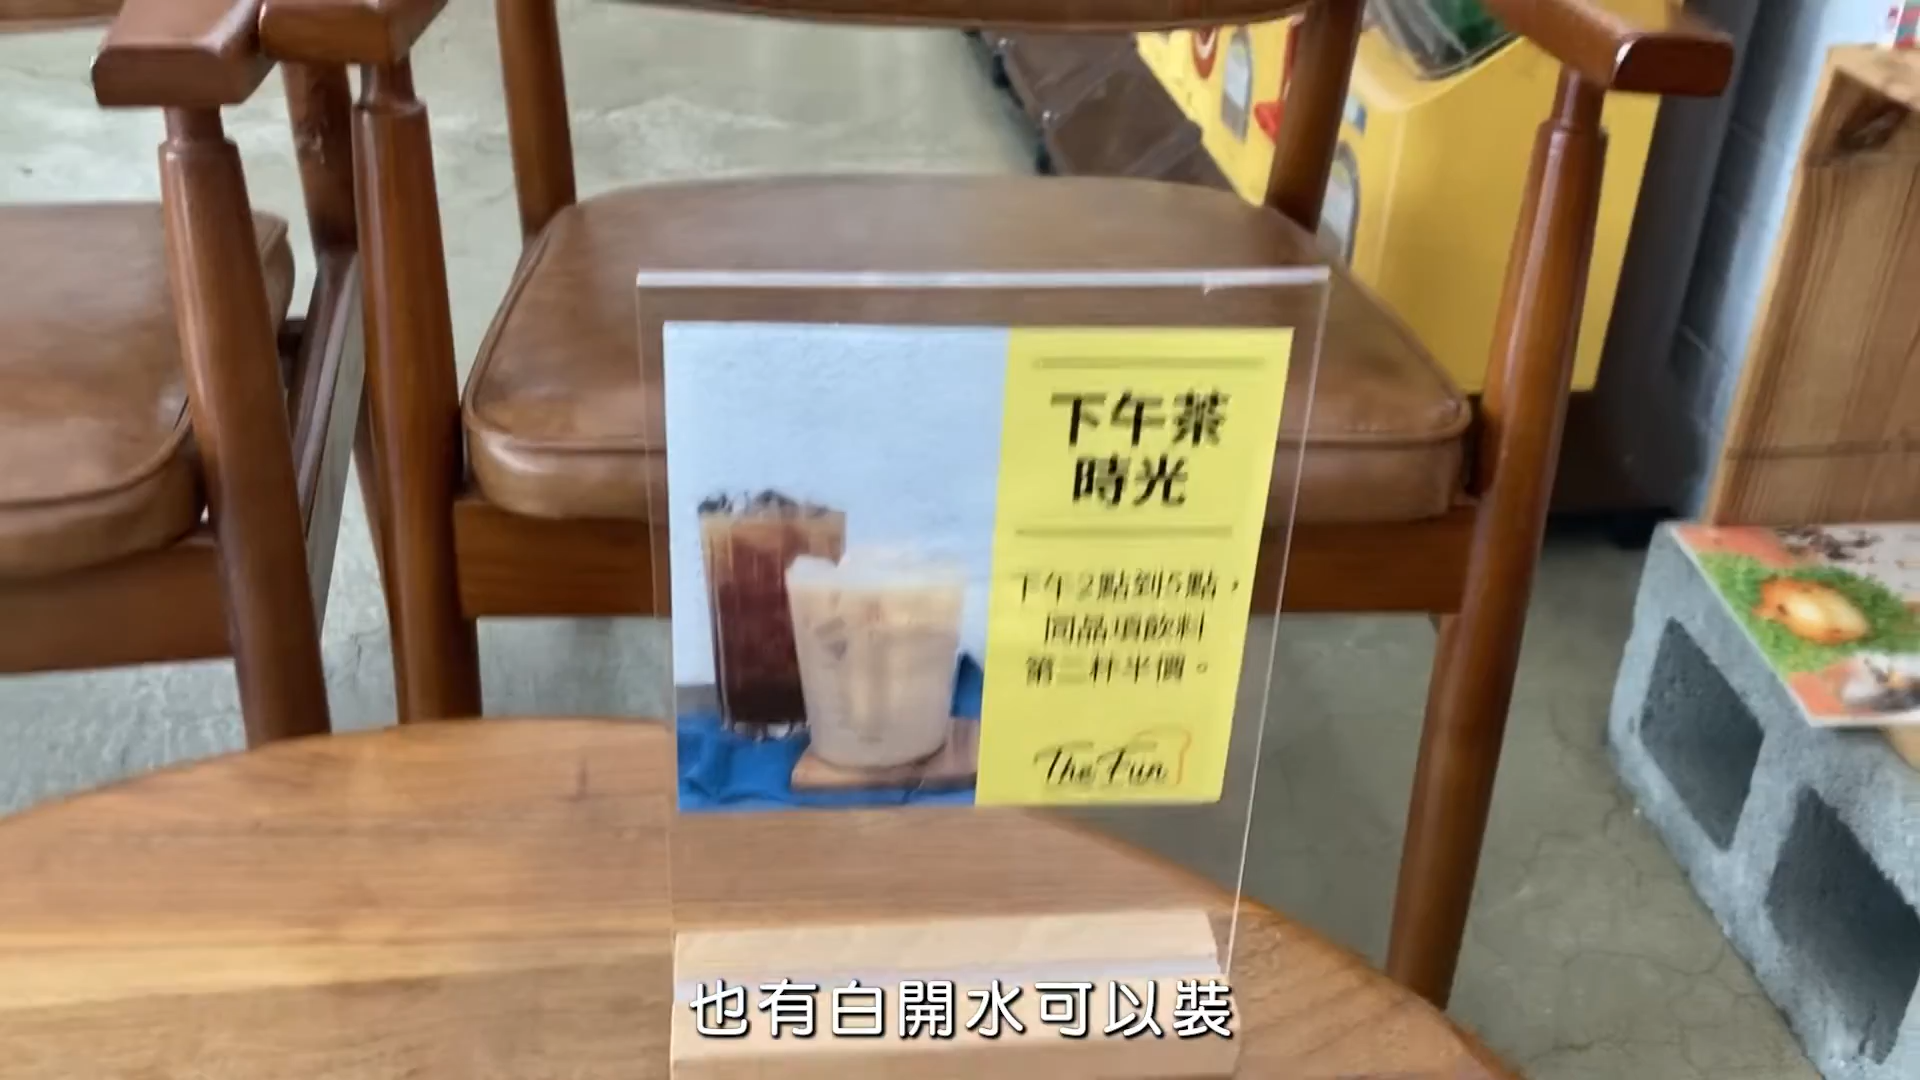 下午茶
時光
下午2點到5點，
同品項飲料
第二杯半價。
The Fun
也有白開水可以裝